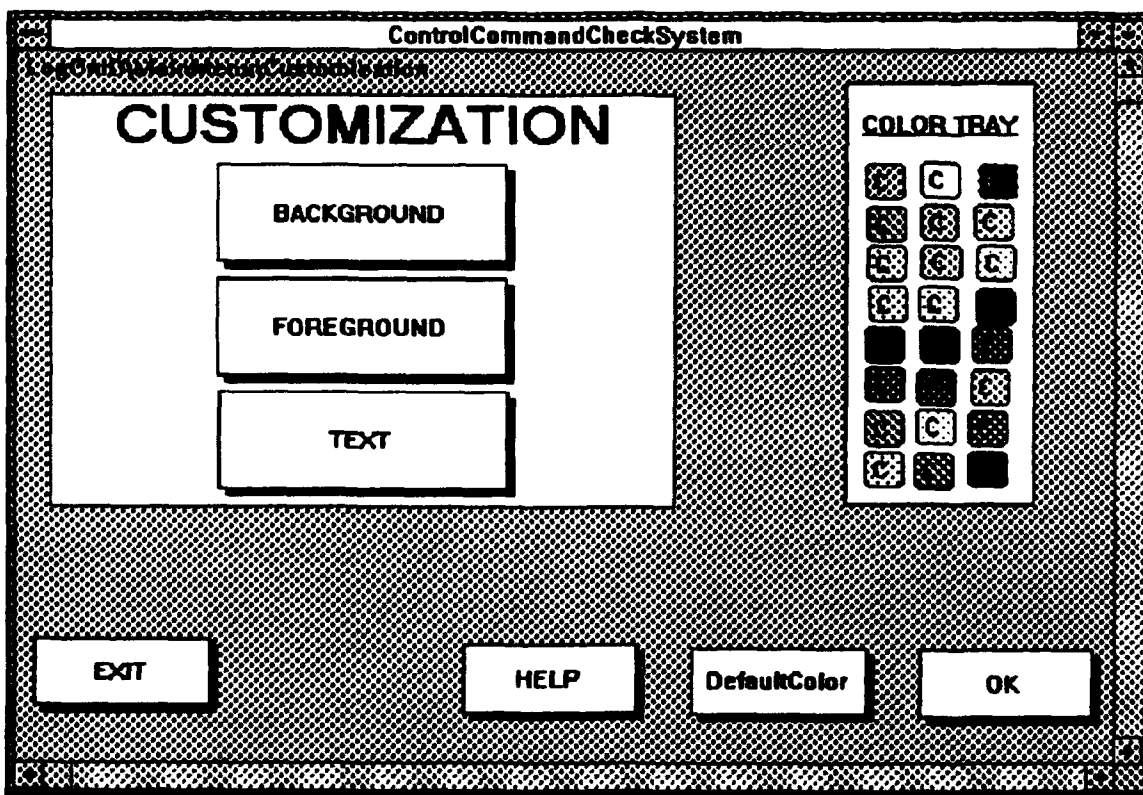 ControlCommandCheckSystem
CUSTOMIZATION
COLOR TRAY
BACKGROUND
FOREGROUND
TEXT
C C
C C
C C C
C C
C
C
C
EXIT
HELP
DefaultColor
OK